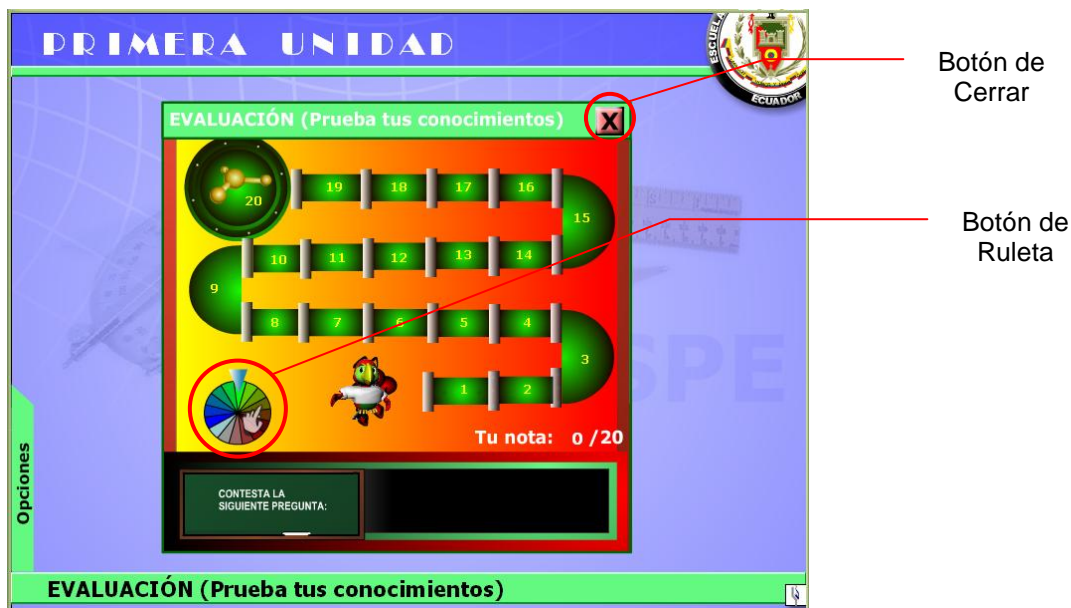 PRIMERA UNIDAD
ESCUELA
ECUADOR
Botón de
Cerrar
EVALUACIÓN (Prueba tus conocimientos)
X
20
19
18
17
16
15
Botón de
Ruleta
10
11
12
13
14
9
8
7
6
5
4
3
1
2
SPE
Tu nota: 0 /20
Opciones
CONTESTA LA
SIGUIENTE PREGUNTA:
EVALUACIÓN (Prueba tus conocimientos)